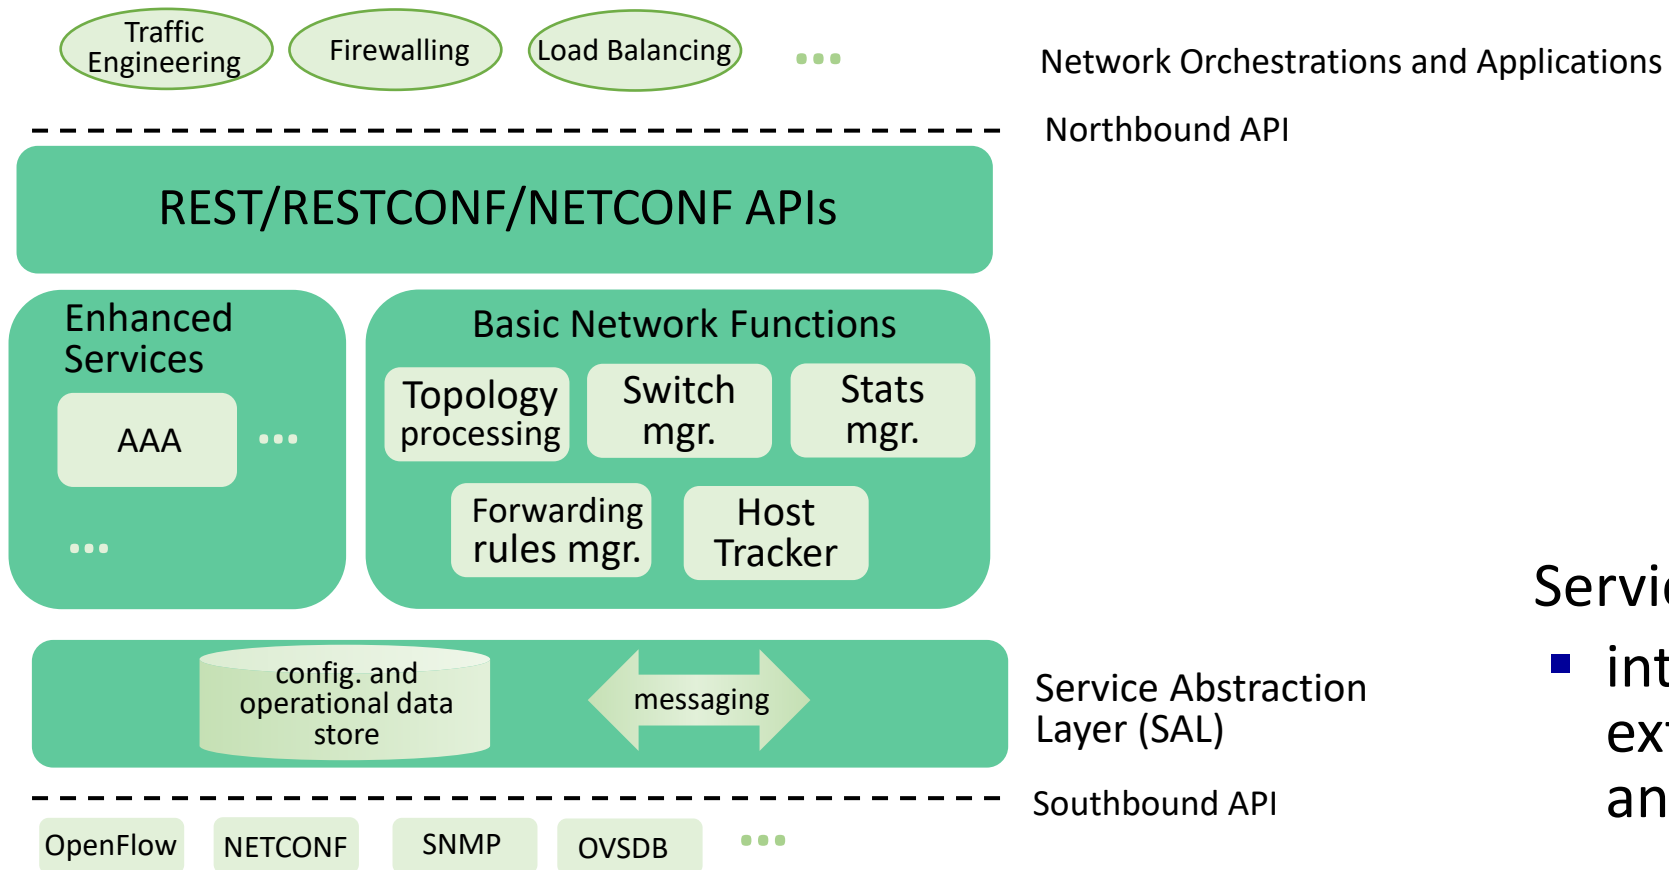 Traffic
Engineering
Firewalling
Load Balancing
...
Network Orchestrations and Applications
Northbound API
REST/RESTCONF/NETCONF APIs
Enhanced
Services
AAA
...
...
Basic Network Functions
Topology
processing
Switch
mgr.
Stats
mgr.
Forwarding
rules mgr.
Host
Tracker
config. and
operational data
store
messaging
Service Abstraction
Layer (SAL)
Southbound API
OpenFlow
NETCONF
SNMP
OVSDB
...